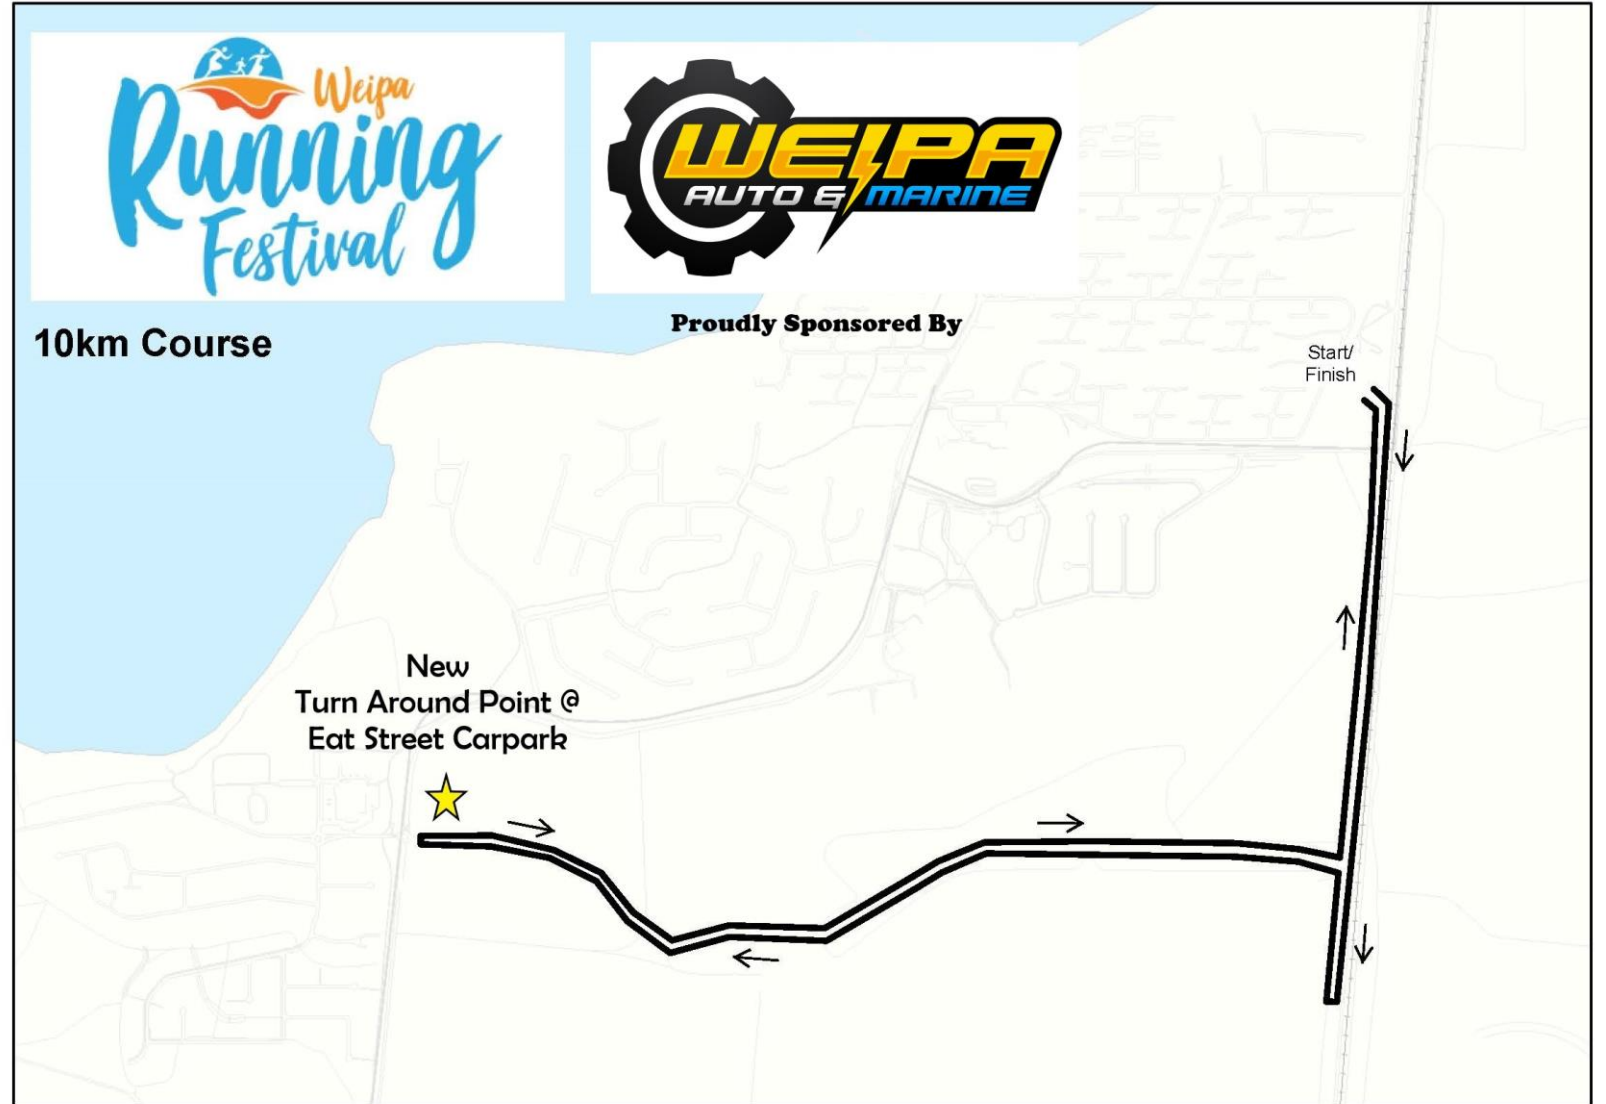 Weipa
Running
Festival
WEIPA
AUTO & MARINE
Proudly Sponsored By
10km Course
Start/
Finish
New
Turn Around Point @
Eat Street Carpark